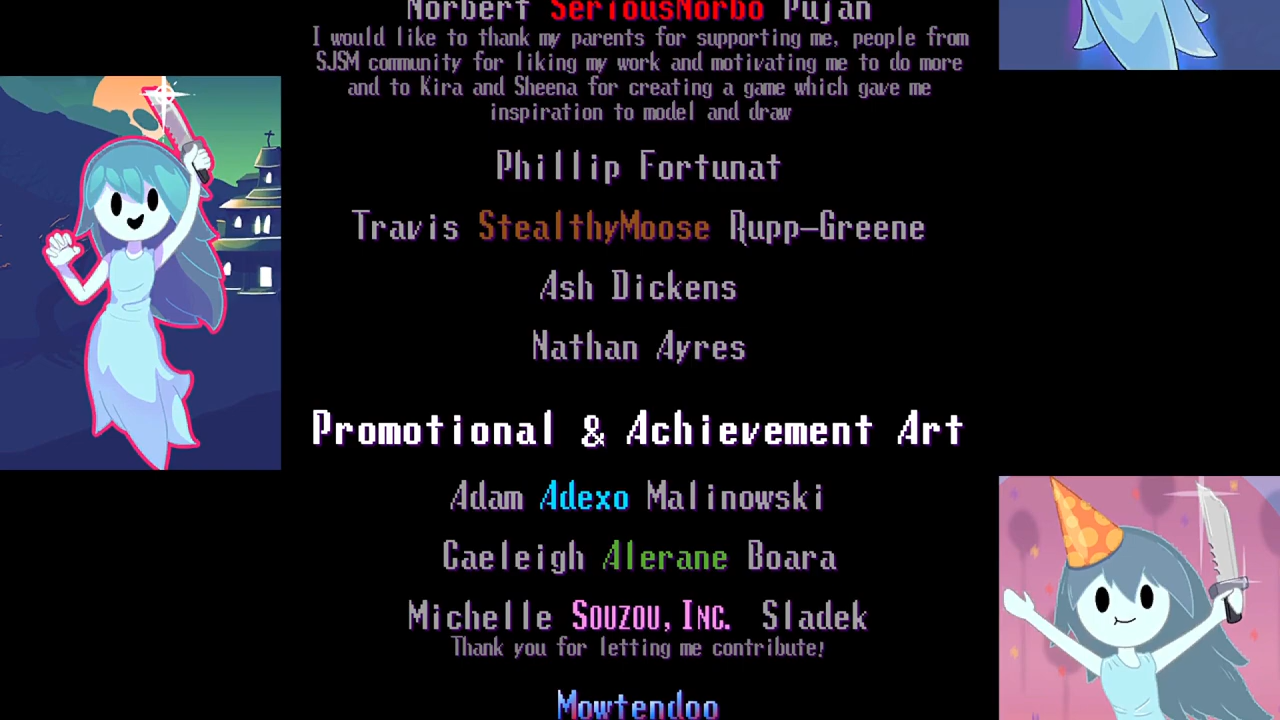 Norbert SeriousNorbo Pujan
I would like to thank my parents for supporting me, people from
SJSM community for liking my work and motivating me to do more
and to Kira and Sheena for creating a game which gave me
inspiration to model and draw
Phillip Fortunat
Travis StealthyMoose Rupp-Greene
Ash Dickens
Nathan Ayres
Promotional & Achievement Art
Adam Adexo Malinowski
Caeleigh Alerane Boara
Michelle Souzou, Inc. Sladek
Thank you for letting me contribute!
Mowtendoo